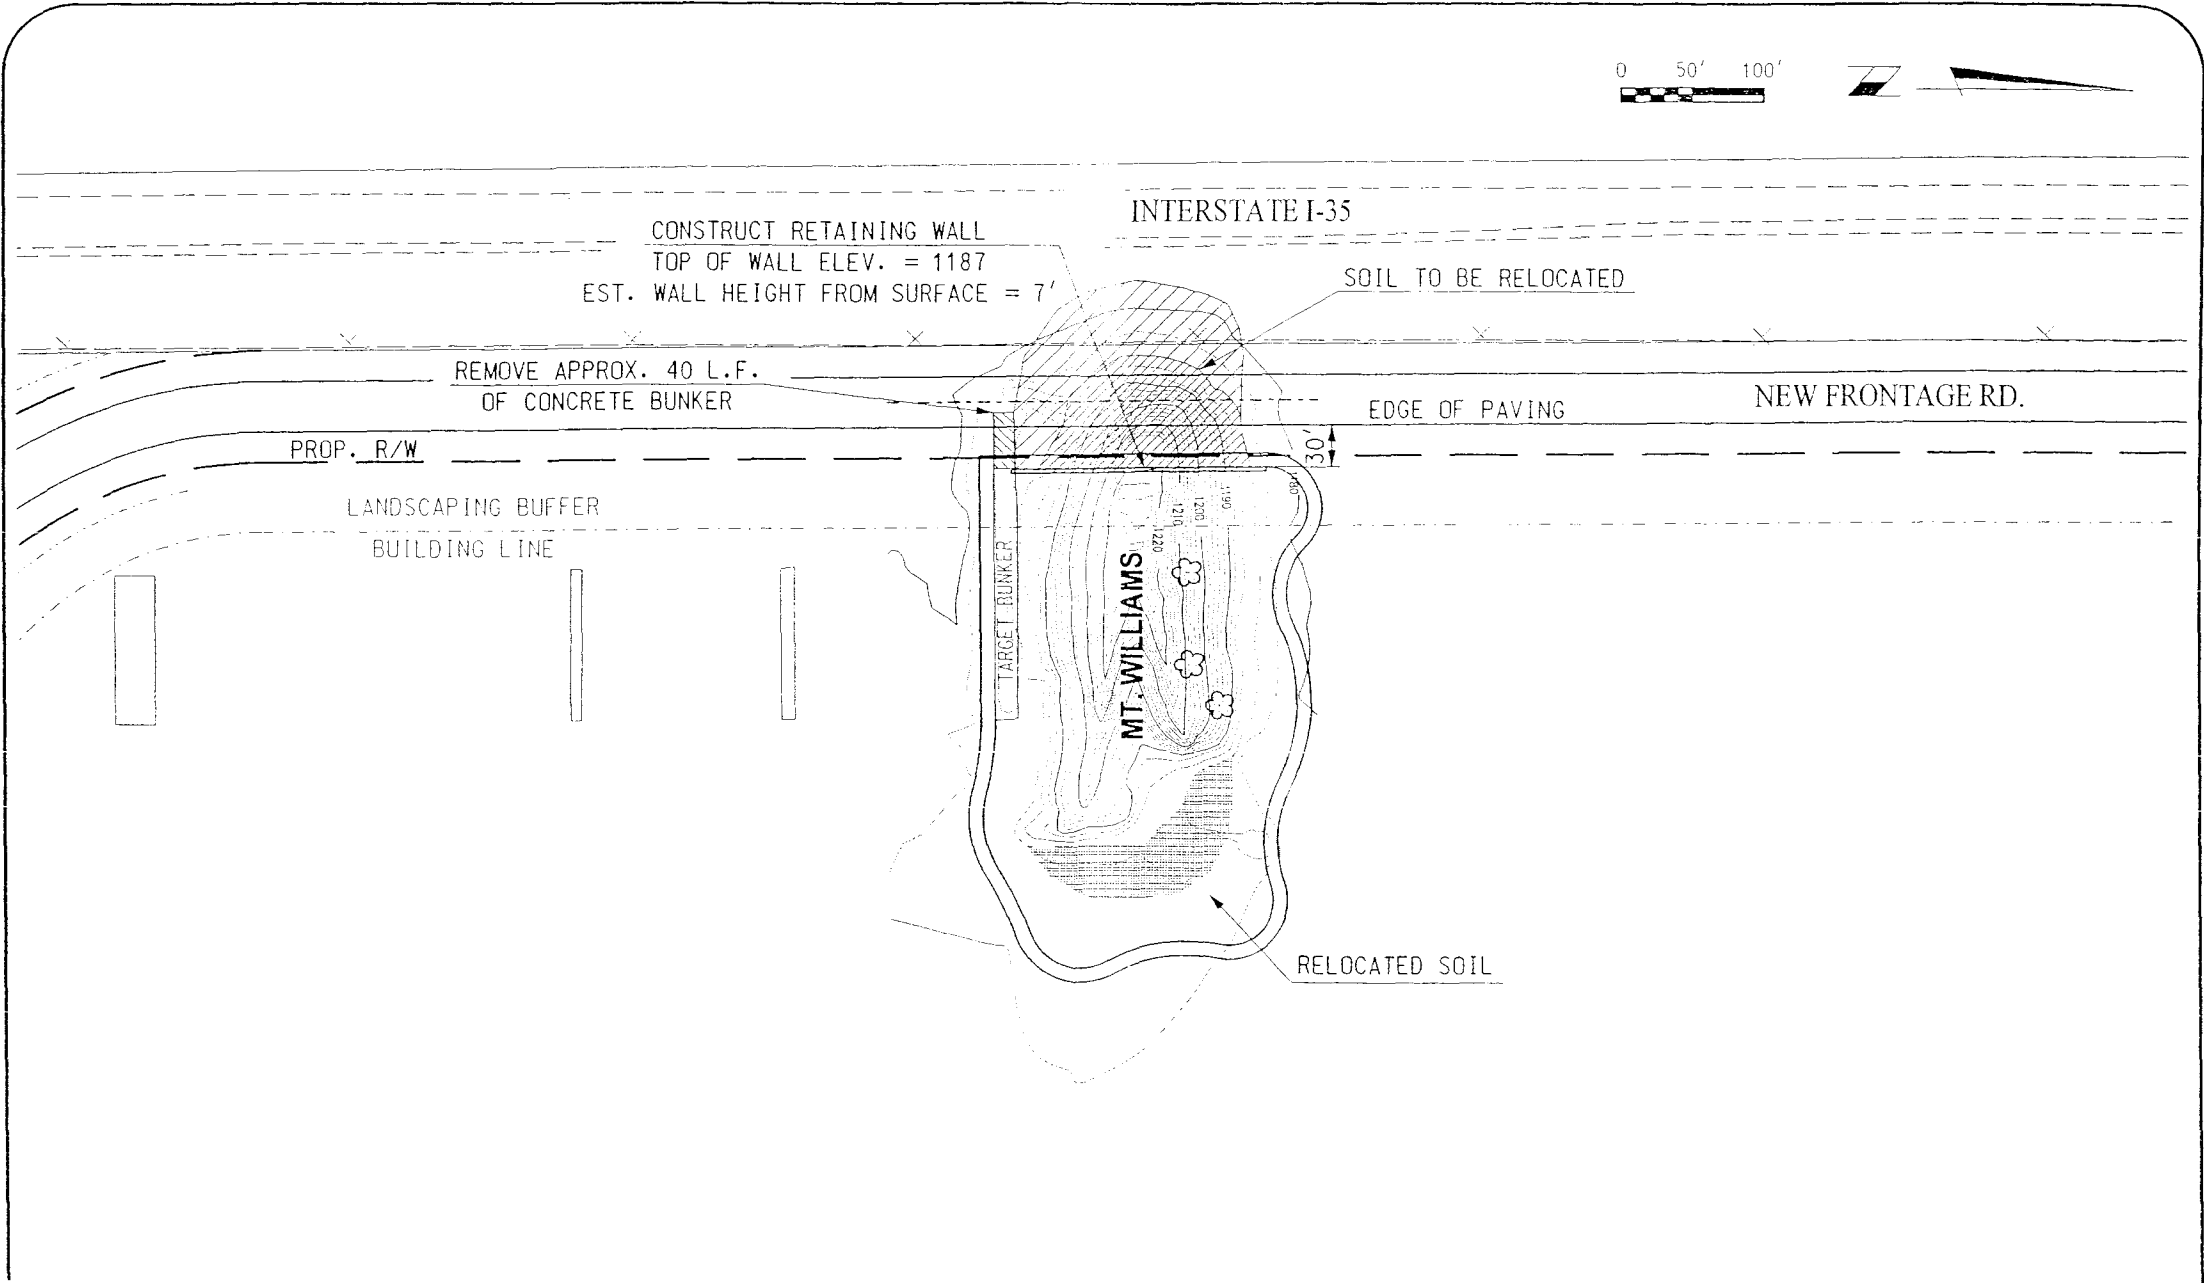 0 50' 100'
Z
INTERSTATE I-35
CONSTRUCT RETAINING WALL
TOP OF WALL ELEV. = 1187
EST. WALL HEIGHT FROM SURFACE = 7'
SOIL TO BE RELOCATED
REMOVE APPROX. 40 L.F.
OF CONCRETE BUNKER
NEW FRONTAGE RD.
EDGE OF PAVING
30'
PROP. R/W
LANDSCAPING BUFFER
BUILDING LINE
1180
1190
1200
1210
1220
TARGET BUNKER
MT. WILLIAMS
RELOCATED SOIL